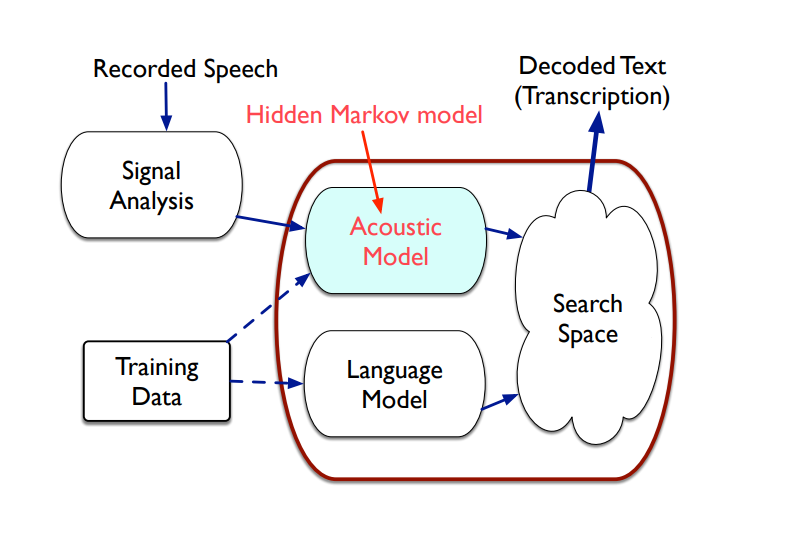 Recorded Speech
Decoded Text
(Transcription)
Hidden Markov model
Signal
Analysis
Acoustic
Model
Search
Space
Training
Data
Language
Model